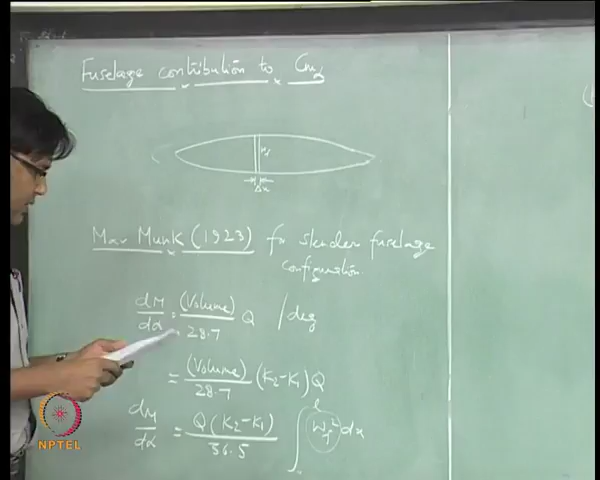 Fuselage contribution to Cm
wf
Δx
Max Munk (1923) for slender fuselage
configuration.
dM/dα = (Volume)/28.7 Q /deg
= (Volume)/28.7 (K2-K1) Q
dM/dα = Q (K2-K1)/36.5 ∫ wf² dx
NPTEL